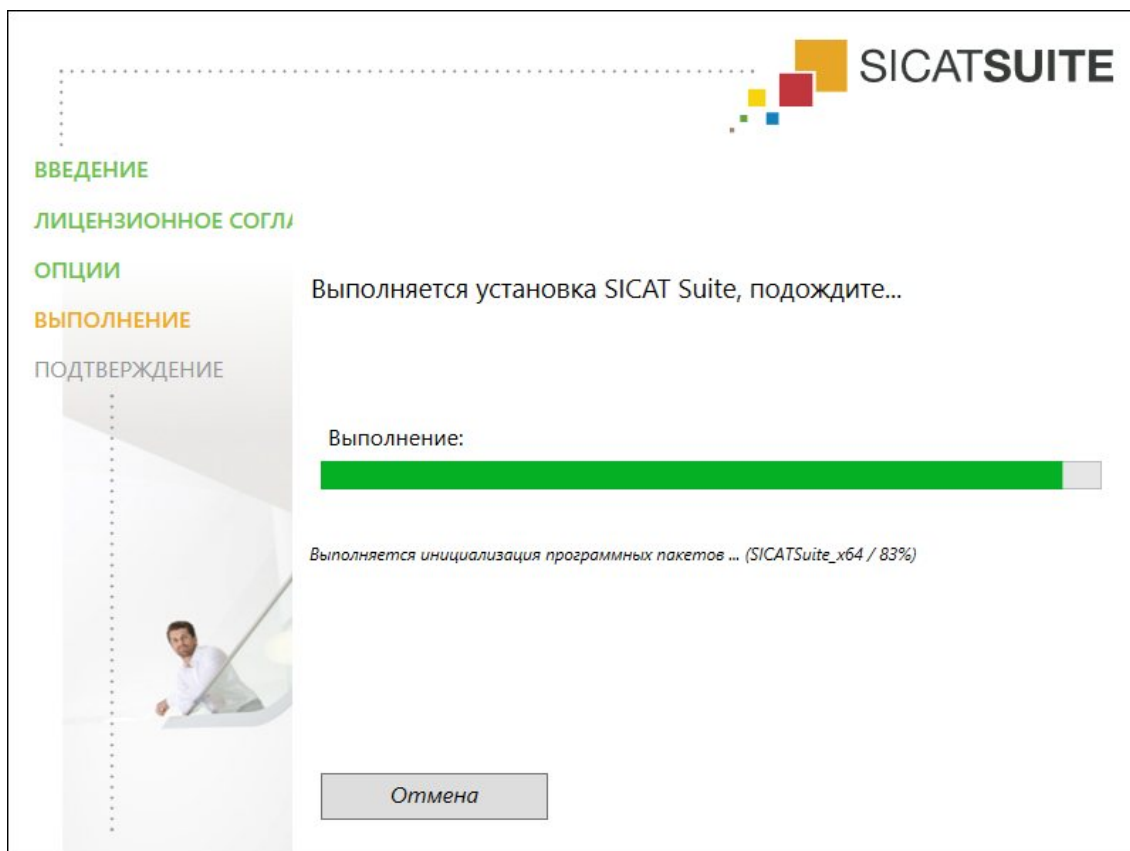 SICATSUITE
ВВЕДЕНИЕ
ЛИЦЕНЗИОННОЕ СОГЛА
ОПЦИИ
ВЫПОЛНЕНИЕ
ПОДТВЕРЖДЕНИЕ
Выполняется установка SICAT Suite, подождите...
Выполнение:
Выполняется инициализация программных пакетов ... (SICATSuite_x64 / 83%)
Отмена